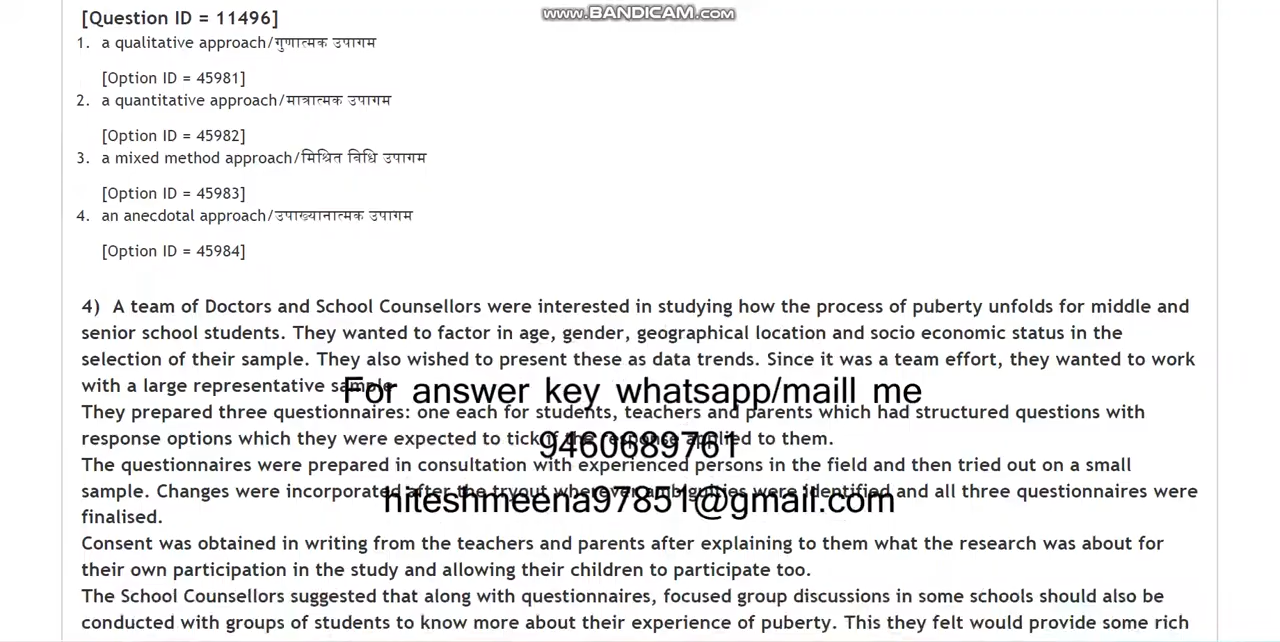 www.BANDICAM.com
[Question ID = 11496]
1. a qualitative approach/गुणात्मक उपागम
[Option ID = 45981]
2. a quantitative approach/मात्रात्मक उपागम
[Option ID = 45982]
3. a mixed method approach/मिश्रित विधि उपागम
[Option ID = 45983]
4. an anecdotal approach/उपाख्यानात्मक उपागम
[Option ID = 45984]
4) A team of Doctors and School Counsellors were interested in studying how the process of puberty unfolds for middle and
senior school students. They wanted to factor in age, gender, geographical location and socio economic status in the
selection of their sample. They also wished to present these as data trends. Since it was a team effort, they wanted to work
with a large representative sample.
For answer key whatsapp/maill me
They prepared three questionnaires: one each for students, teachers and parents which had structured questions with
response options which they were expected to tick if the response applied to them.
9460689761
The questionnaires were prepared in consultation with experienced persons in the field and then tried out on a small
sample. Changes were incorporated after the tryout wherever ambiguities were identified and all three questionnaires were
hiteshmeena97851@gmail.com
finalised.
Consent was obtained in writing from the teachers and parents after explaining to them what the research was about for
their own participation in the study and allowing their children to participate too.
The School Counsellors suggested that along with questionnaires, focused group discussions in some schools should also be
conducted with groups of students to know more about their experience of puberty. This they felt would provide some rich